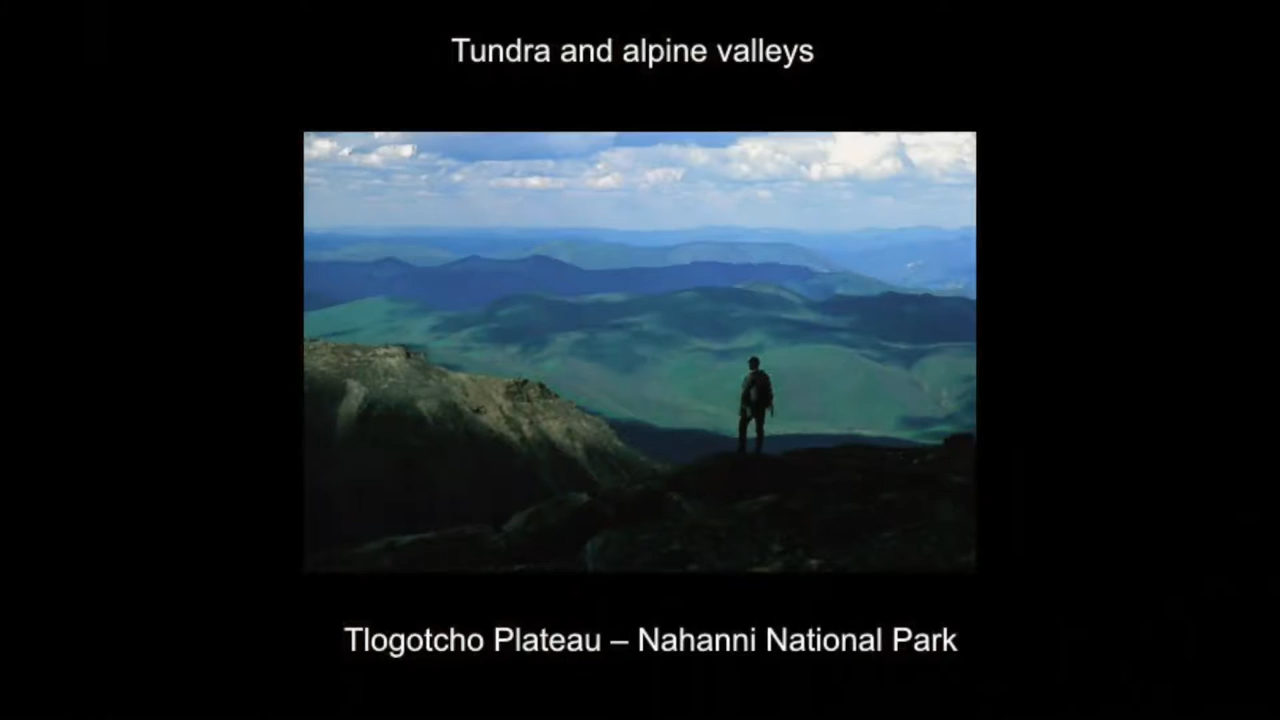 Tundra and alpine valleys
Tlogotcho Plateau – Nahanni National Park